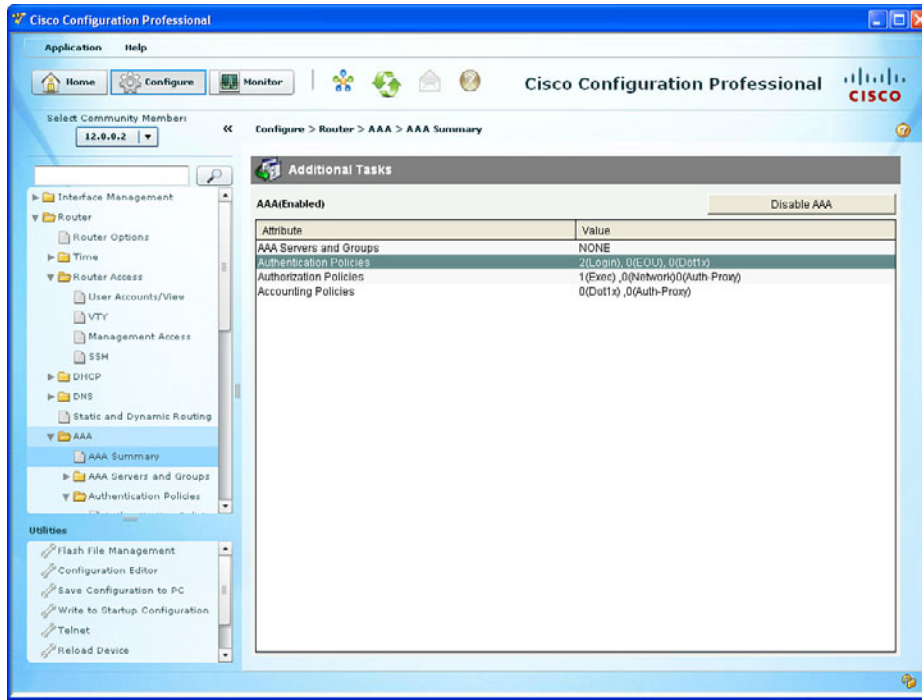 Cisco Configuration Professional
Application Help
Home Configure Monitor Cisco Configuration Professional
CISCO
Select Community Member:
12.0.0.2
Configure > Router > AAA > AAA Summary
Interface Management
Router
Router Options
Time
Router Access
User Accounts/View
VTY
Management Access
SSH
DHCP
DNS
Static and Dynamic Routing
AAA
AAA Summary
AAA Servers and Groups
Authentication Policies
Utilities
Flash File Management
Configuration Editor
Save Configuration to PC
Write to Startup Configuration
Telnet
Reload Device
Additional Tasks
AAA(Enabled) Disable AAA
Attribute Value
AAA Servers and Groups NONE
Authentication Policies 2(Login), 0(EOU), 0(Dot1x)
Authorization Policies 1(Exec) ,0(Network)0(Auth-Proxy)
Accounting Policies 0(Dot1x) ,0(Auth-Proxy)